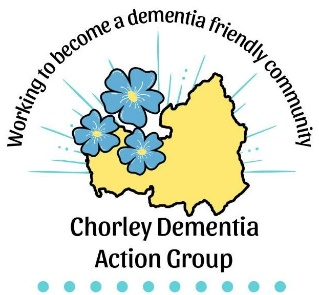 Working to become a dementia friendly community
Chorley Dementia
Action Group